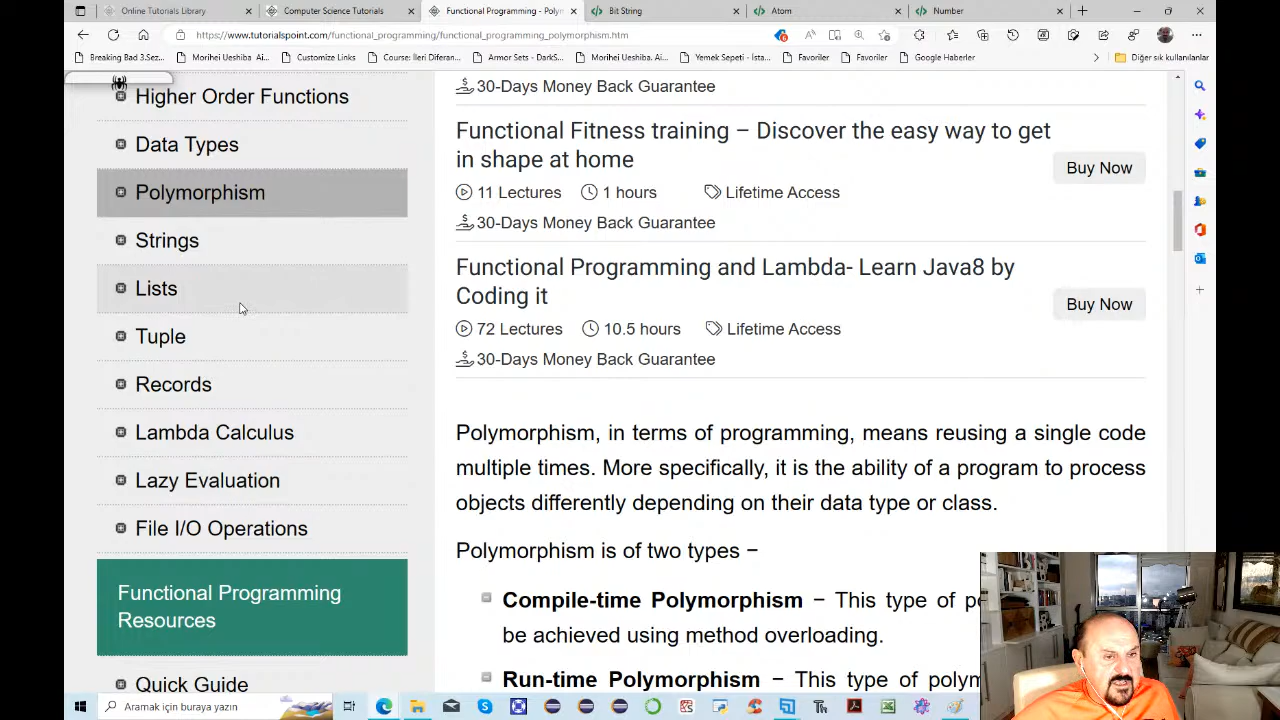 Online Tutorials Library
Computer Science Tutorials
Functional Programming - Poly
Bit String
Atom
Number
https://www.tutorialspoint.com/functional_programming/functional_programming_polymorphism.htm
Breaking Bad 3.Sez...
Morihei Ueshiba. Ai...
Customize Links
Course: Ileri Diferan...
Armor Sets - DarkS...
Morihei Ueshiba. Ai...
Yemek Sepeti - İsta...
Favoriler
Favoriler
Google Haberler
Diğer sık kullanılanlar
Higher Order Functions
Data Types
Polymorphism
Strings
Lists
Tuple
Records
Lambda Calculus
Lazy Evaluation
File I/O Operations
Functional Programming
Resources
Quick Guide
30-Days Money Back Guarantee
Functional Fitness training – Discover the easy way to get
in shape at home
11 Lectures 1 hours Lifetime Access
30-Days Money Back Guarantee
Buy Now
Functional Programming and Lambda- Learn Java8 by
Coding it
72 Lectures 10.5 hours Lifetime Access
30-Days Money Back Guarantee
Buy Now
Polymorphism, in terms of programming, means reusing a single code
multiple times. More specifically, it is the ability of a program to process
objects differently depending on their data type or class.
Polymorphism is of two types −
Compile-time Polymorphism − This type of
be achieved using method overloading.
Run-time Polymorphism − This type of polym
Aramak için buraya yazın